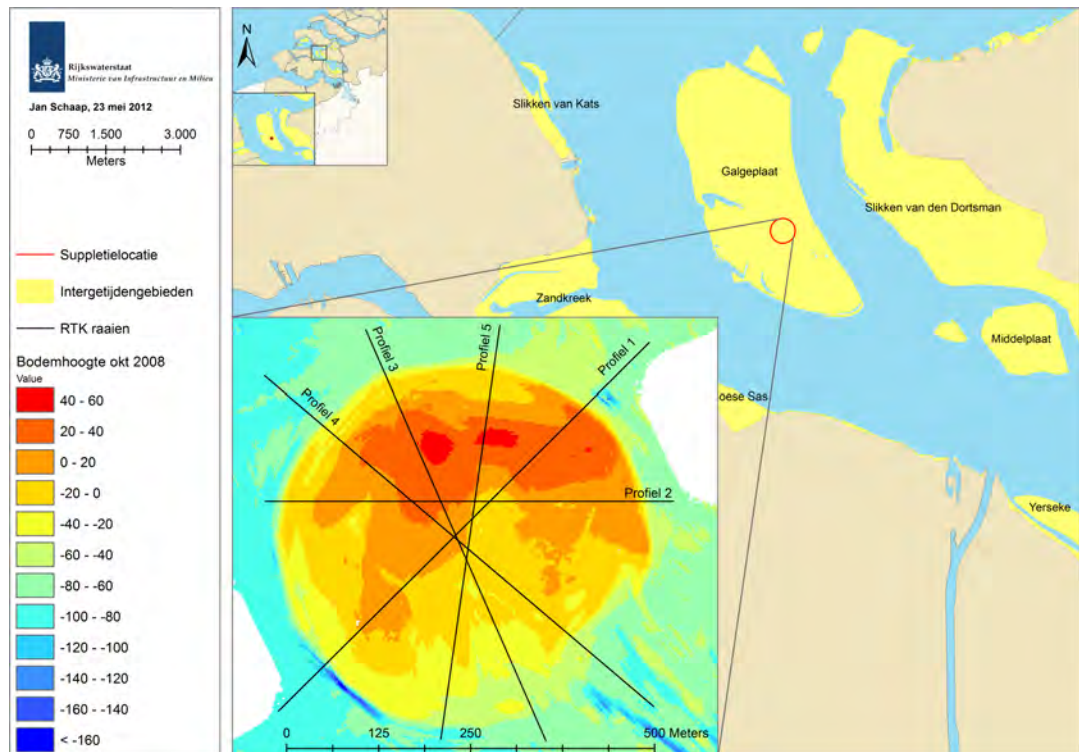 Rijkswaterstaat
Ministerie van Infrastructuur en Milieu
Jan Schaap, 23 mei 2012
0 750 1.500 3.000
Meters
Suppletielocatie
Intergetijdengebieden
RTK raaien
Bodemhoogte okt 2008
Value
40 - 60
20 - 40
0 - 20
-20 - 0
-40 - -20
-60 - -40
-80 - -60
-100 - -80
-120 - -100
-140 - -120
-160 - -140
< -160
N
Slikken van Kats
Galgeplaat
Slikken van den Dortsman
Zandkreek
Middelplaat
oese Sas
Yerseke
Profiel 3
Profiel 5
Profiel 1
Profiel 4
Profiel 2
0 125 250 500 Meters